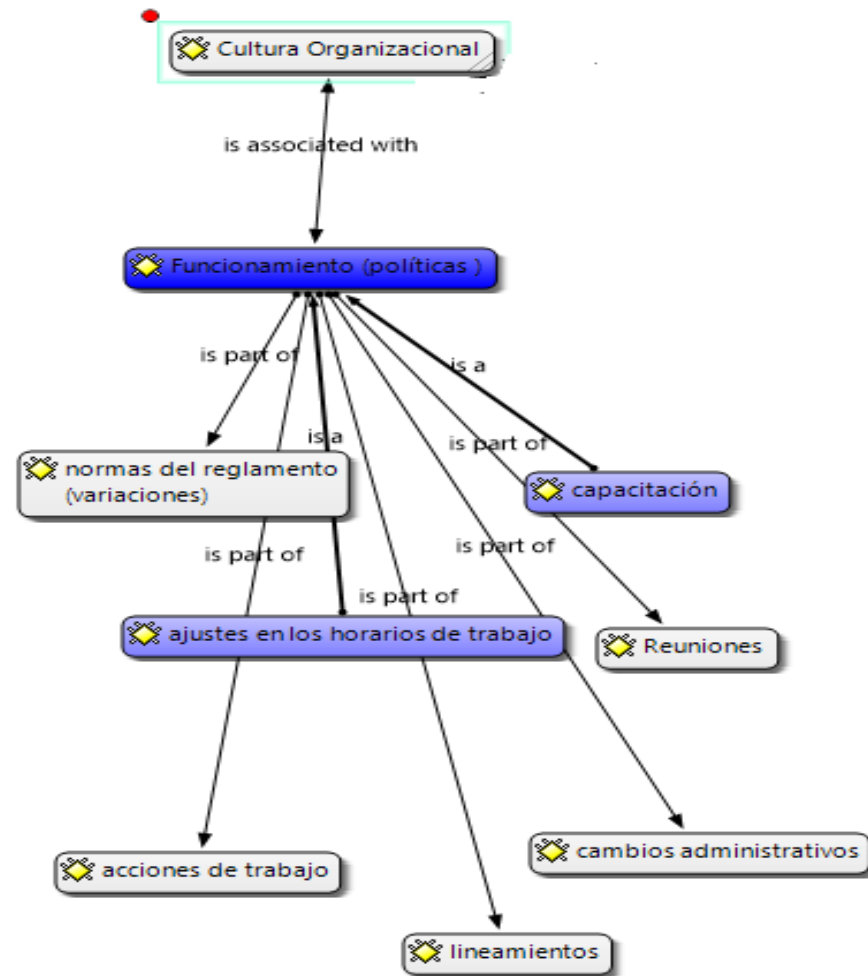 Cultura Organizacional
is associated with
Funcionamiento (políticas )
is part of
is a
is a
is part of
normas del reglamento
(variaciones)
capacitación
is part of
is part of
is part of
ajustes en los horarios de trabajo
Reuniones
acciones de trabajo
cambios administrativos
lineamientos